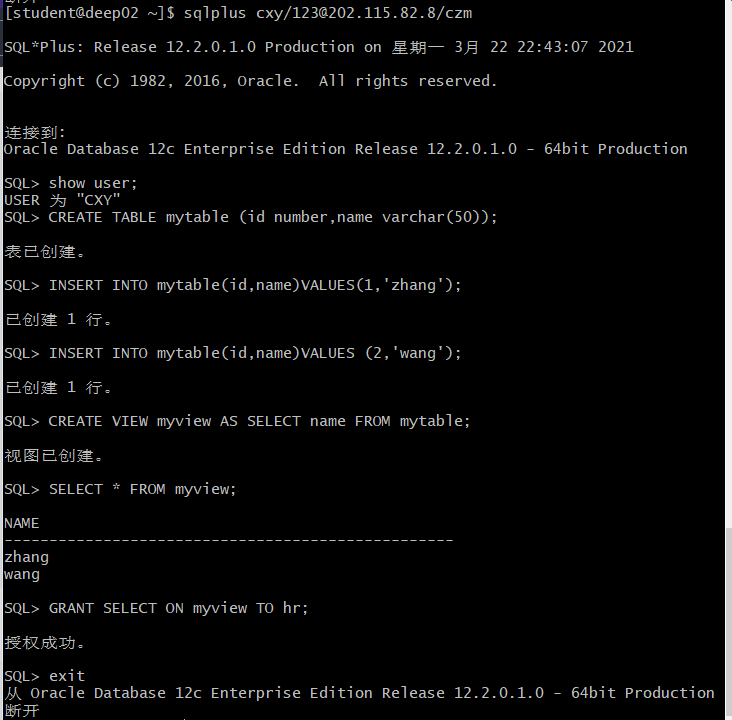 [student@deep02 ~]$ sqlplus cxy/123@202.115.82.8/czm
SQL*Plus: Release 12.2.0.1.0 Production on 星期一 3月 22 22:43:07 2021
Copyright (c) 1982, 2016, Oracle.  All rights reserved.
连接到:
Oracle Database 12c Enterprise Edition Release 12.2.0.1.0 - 64bit Production
SQL> show user;
USER 为 "CXY"
SQL> CREATE TABLE mytable (id number,name varchar(50));
表已创建。
SQL> INSERT INTO mytable(id,name)VALUES(1,'zhang');
已创建 1 行。
SQL> INSERT INTO mytable(id,name)VALUES (2,'wang');
已创建 1 行。
SQL> CREATE VIEW myview AS SELECT name FROM mytable;
视图已创建。
SQL> SELECT * FROM myview;
NAME
--------------------------------------------------
zhang
wang
SQL> GRANT SELECT ON myview TO hr;
授权成功。
SQL> exit
从 Oracle Database 12c Enterprise Edition Release 12.2.0.1.0 - 64bit Production
断开